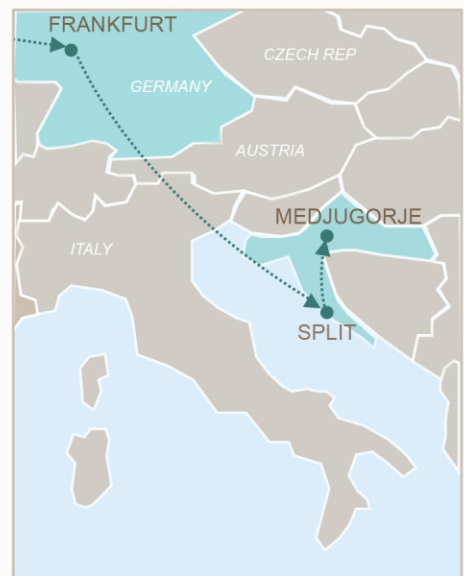 FRANKFURT
CZECH REP
GERMANY
AUSTRIA
MEDJUGORJE
ITALY
SPLIT